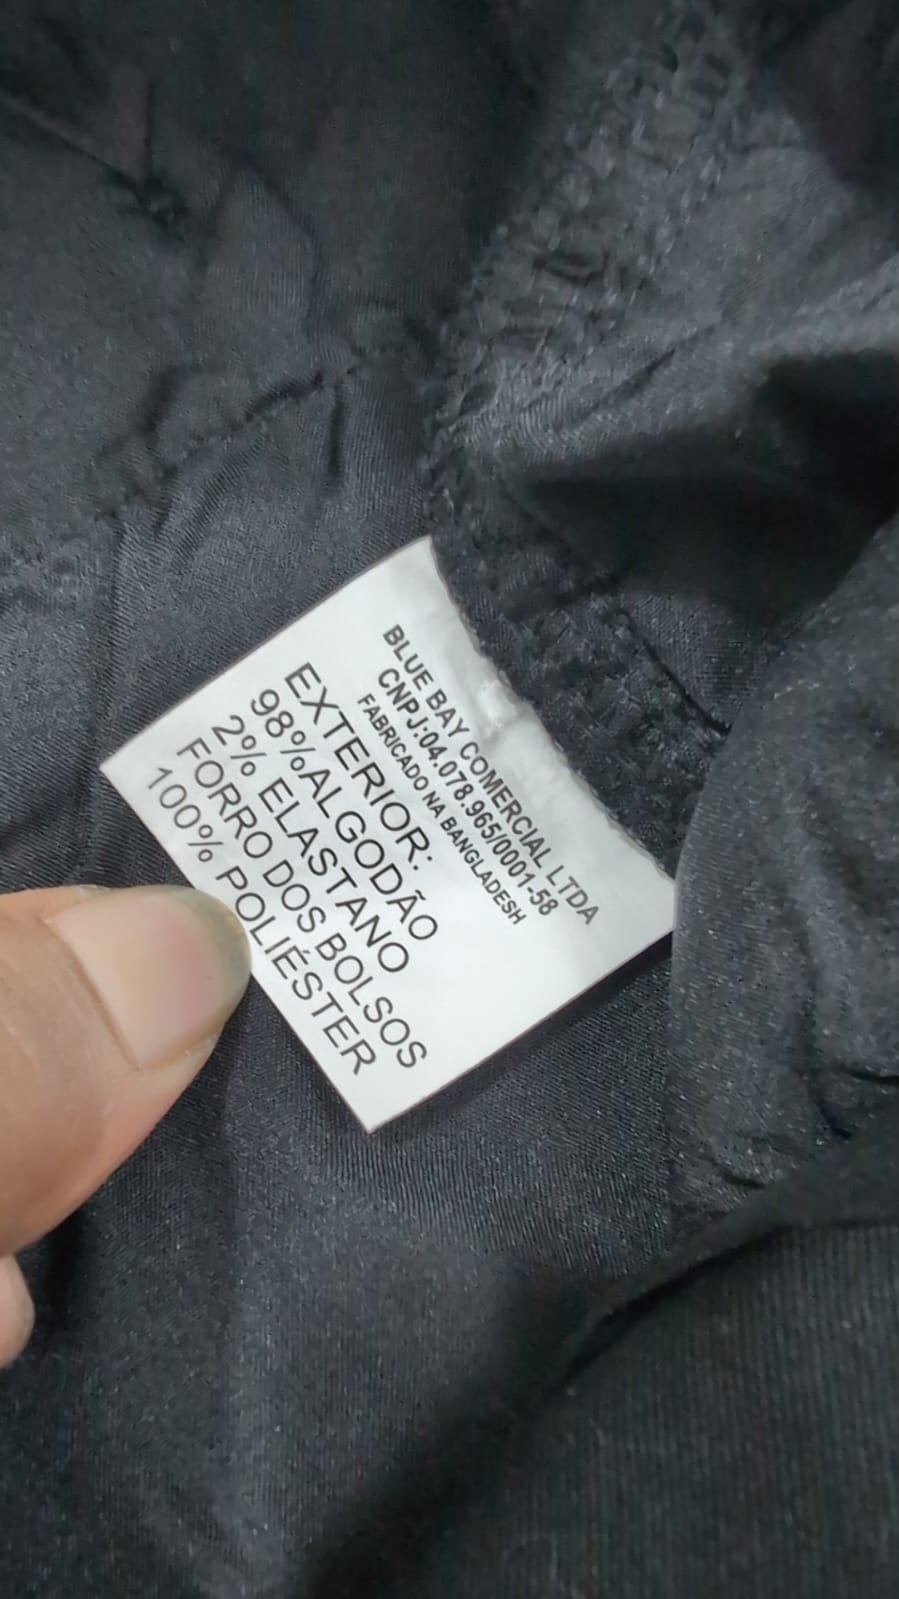 BLUE BAY COMERCIAL LTDA
CNPJ:04.078.965/0001-58
FABRICADO NA BANGLADESH
EXTERIOR:
98%ALGODÃO
2% ELASTANO
FORRO DOS BOLSOS
100% POLIÉSTER